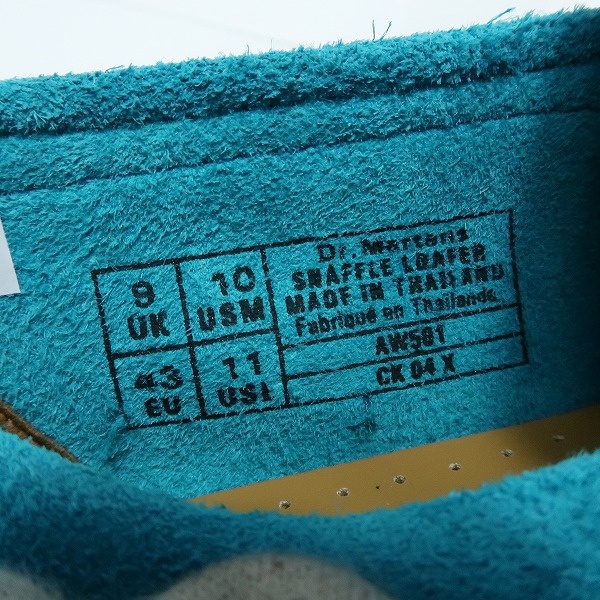 9
UK
10
USM
43
EU
11
USL
Dr. Martens
SNAFFLE LOAFER
MADE IN THAILAND
Fabriqué en Thailande
AW501
CK 04 X